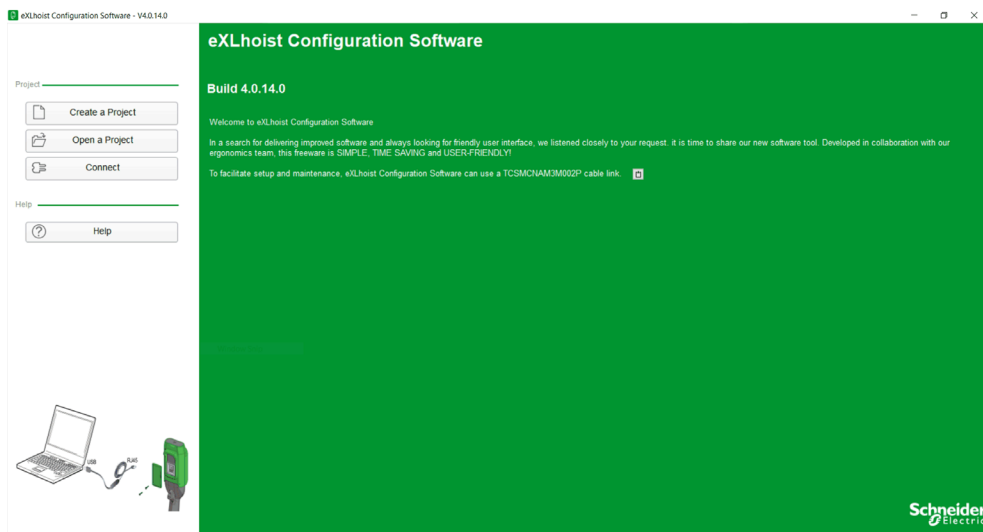 eXLhoist Configuration Software - V4.0.14.0
Project
Create a Project
Open a Project
Connect
Help
Help
USB
RJ45
eXLhoist Configuration Software
Build 4.0.14.0
Welcome to eXLhoist Configuration Software
In a search for delivering improved software and always looking for friendly user interface, we listened closely to your request. it is time to share our new software tool. Developed in collaboration with our
ergonomics team, this freeware is SIMPLE, TIME SAVING and USER-FRIENDLY!
To facilitate setup and maintenance, eXLhoist Configuration Software can use a TCSMCNAM3M002P cable link.
Schneider
Electric